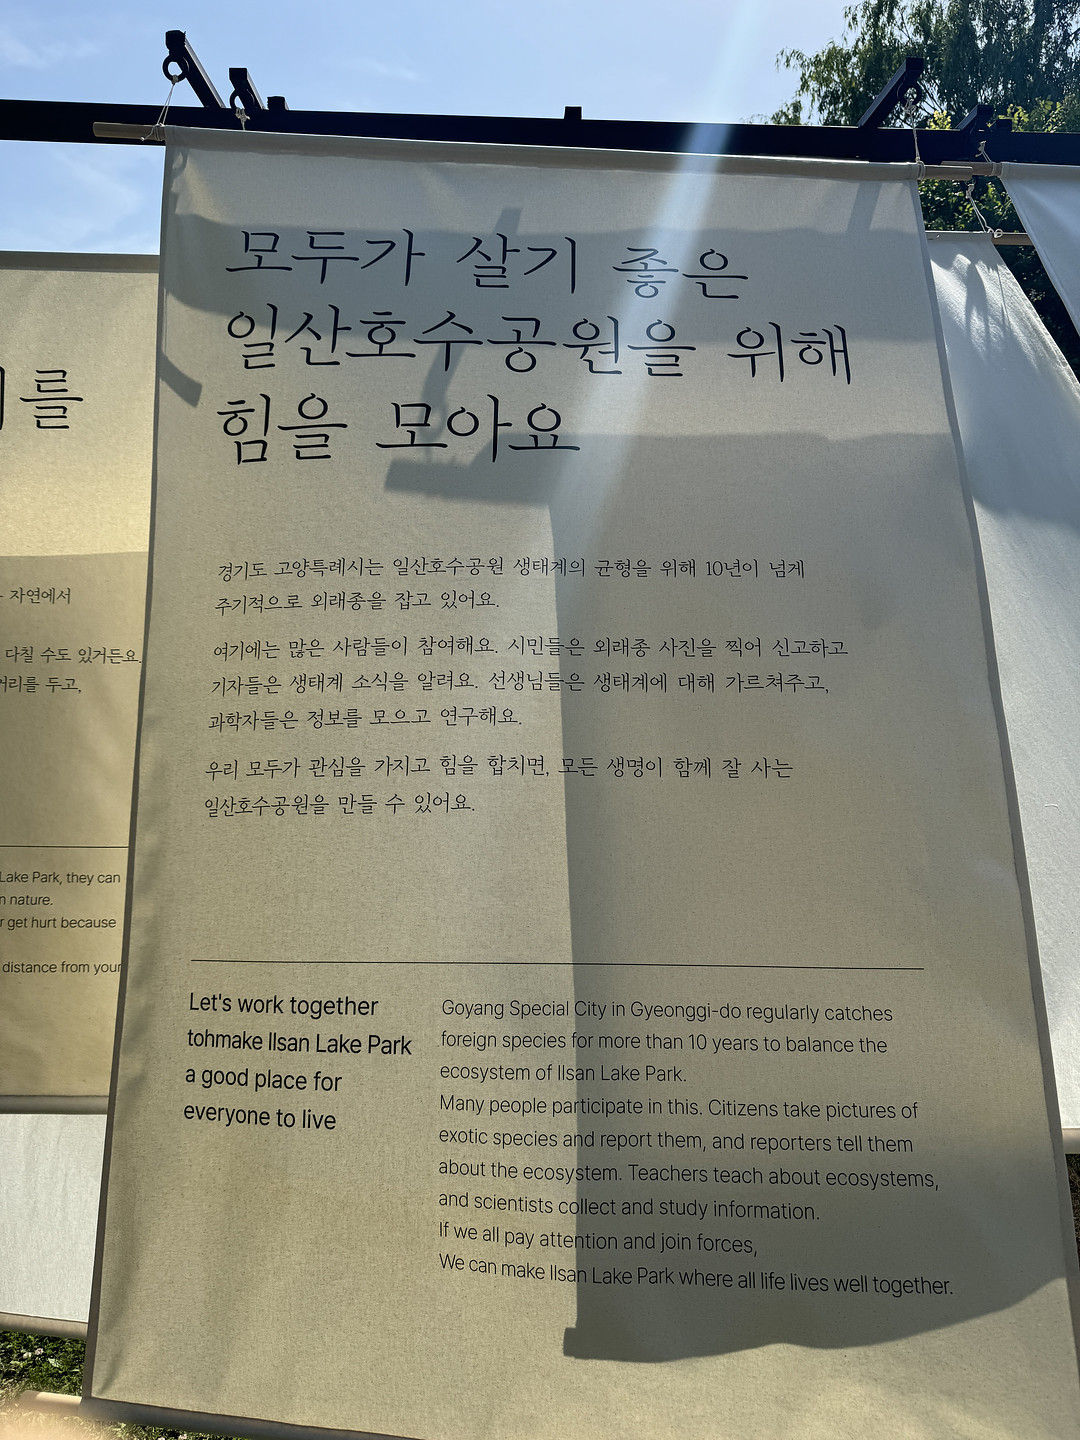 모두가 살기 좋은
일산호수공원을 위해
힘을 모아요
경기도 고양특례시는 일산호수공원 생태계의 균형을 위해 10년이 넘게
주기적으로 외래종을 잡고 있어요.
여기에는 많은 사람들이 참여해요. 시민들은 외래종 사진을 찍어 신고하고
기자들은 생태계 소식을 알려요. 선생님들은 생태계에 대해 가르쳐주고,
과학자들은 정보를 모으고 연구해요.
우리 모두가 관심을 가지고 힘을 합치면, 모든 생명이 함께 잘 사는
일산호수공원을 만들 수 있어요.
Let's work together
tohmake Ilsan Lake Park
a good place for
everyone to live
Goyang Special City in Gyeonggi-do regularly catches
foreign species for more than 10 years to balance the
ecosystem of Ilsan Lake Park.
Many people participate in this. Citizens take pictures of
exotic species and report them, and reporters tell them
about the ecosystem. Teachers teach about ecosystems,
and scientists collect and study information.
If we all pay attention and join forces,
We can make Ilsan Lake Park where all life lives well together.
를
자연에서
다칠 수도 있거든요.
거리를 두고,
Lake Park, they can
n nature.
r get hurt because
distance from your